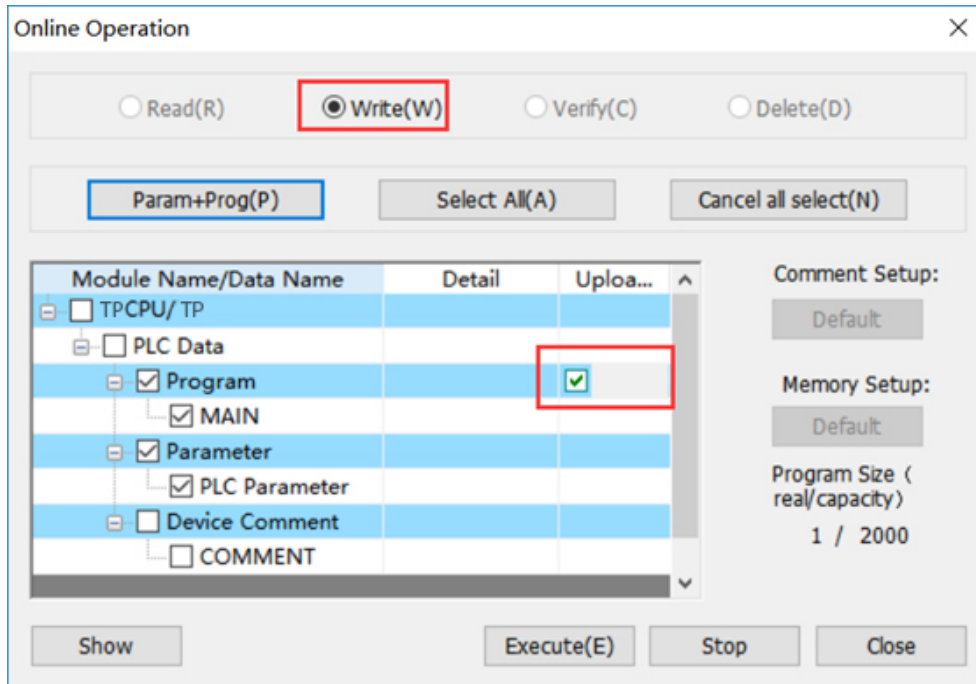 Online Operation
Read(R) Write(W) Verify(C) Delete(D)
Param+Prog(P) Select All(A) Cancel all select(N)
Module Name/Data Name Detail Uploa...
TPCPU/ TP
PLC Data
Program
MAIN
Parameter
PLC Parameter
Device Comment
COMMENT
Comment Setup:
Default
Memory Setup:
Default
Program Size (
real/capacity)
1 / 2000
Show Execute(E) Stop Close